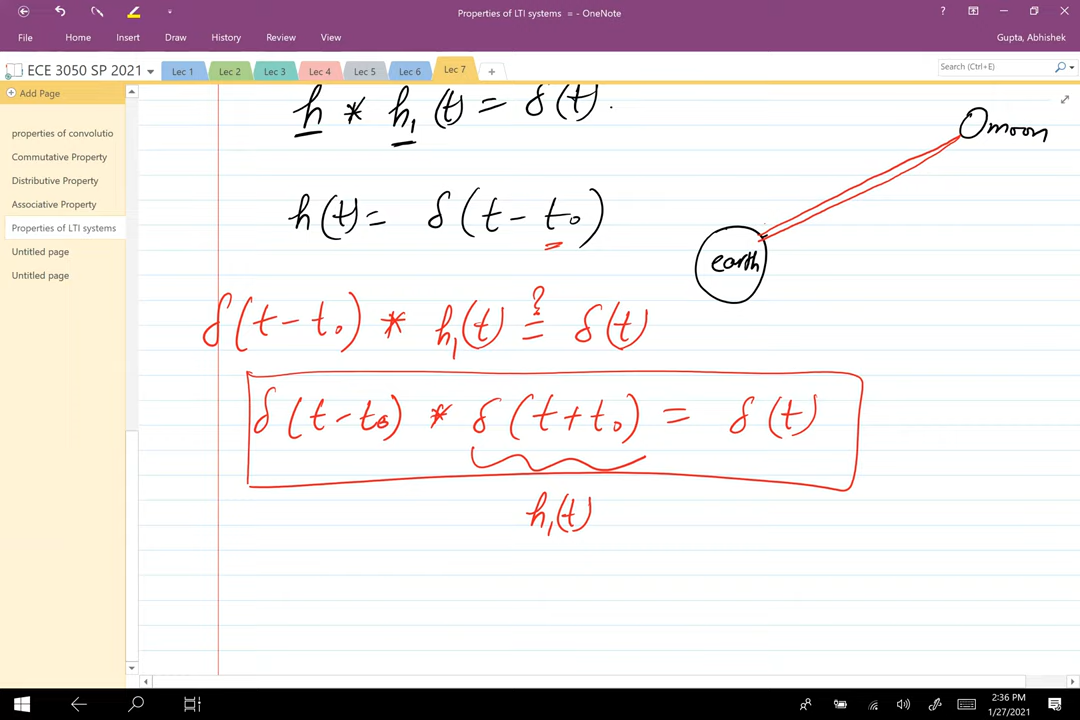 Properties of LTI systems = - OneNote
?
File Home Insert Draw History Review View
Gupta, Abhishek
ECE 3050 SP 2021
Lec 1 Lec 2 Lec 3 Lec 4 Lec 5 Lec 6 Lec 7
Search (Ctrl+E)
Add Page
properties of convolutio
Commutative Property
Distributive Property
Associative Property
Properties of LTI systems
Untitled page
Untitled page
h * h₁(t) = δ(t).
moon
h(t) = δ(t - t₀)
earth
δ(t - t₀) * h₁(t) ≟ δ(t)
δ(t - t₀) * δ(t + t₀) = δ(t)
h₁(t)
2:36 PM
1/27/2021